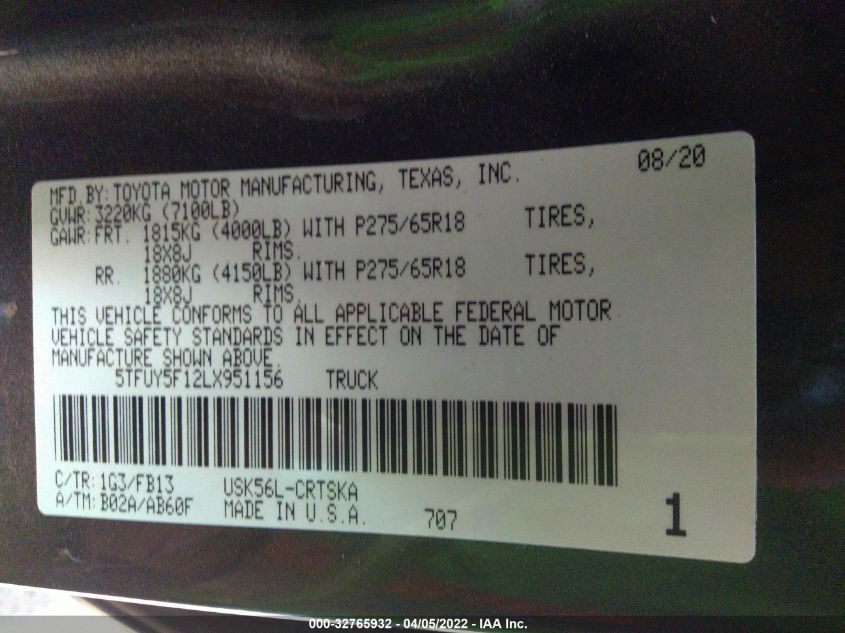 08/20
MFD.BY:TOYOTA MOTOR MANUFACTURING, TEXAS, INC.
GVWR:3220KG (7100LB)
GAWR:FRT. 1815KG (4000LB) WITH P275/65R18 TIRES,
18X8J RIMS.
RR. 1880KG (4150LB) WITH P275/65R18 TIRES,
18X8J RIMS.
THIS VEHICLE CONFORMS TO ALL APPLICABLE FEDERAL MOTOR
VEHICLE SAFETY STANDARDS IN EFFECT ON THE DATE OF
MANUFACTURE SHOWN ABOVE.
5TFUY5F12LX951156 TRUCK
C/TR:1G3/FB13 USK56L-CRTSKA
A/TM:B02A/AB60F MADE IN U.S.A. 707 1
000-32765932 - 04/05/2022 - IAA Inc.